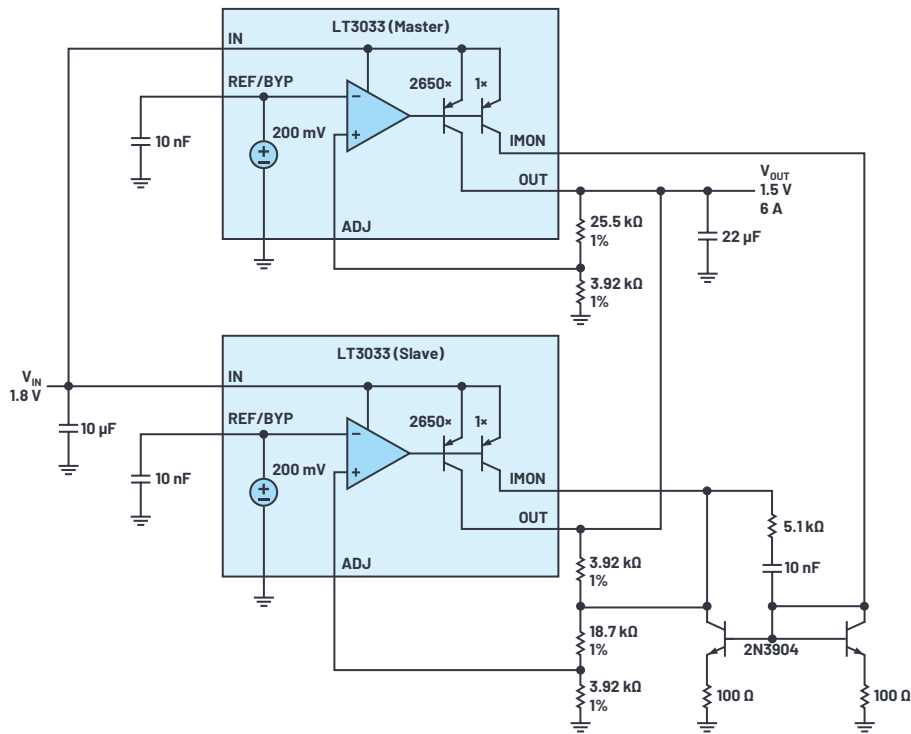 LT3033 (Master)
IN
REF/BYP
2650×
1×
−
+
200 mV
+
−
10 nF
IMON
OUT
ADJ
V_OUT
1.5 V
6 A
25.5 kΩ
1%
22 µF
3.92 kΩ
1%
LT3033 (Slave)
V_IN
1.8 V
IN
10 µF
REF/BYP
2650×
1×
−
+
200 mV
+
−
10 nF
IMON
OUT
ADJ
5.1 kΩ
10 nF
3.92 kΩ
1%
18.7 kΩ
1%
2N3904
3.92 kΩ
1%
100 Ω
100 Ω